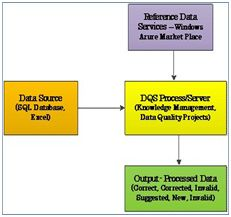 Reference Data
Services – Windows
Azure Market Place
Data Source
(SQL Database,
Excel)
DQS Process/Server
(Knowledge Management,
Data Quality Projects)
Output - Processed Data
(Correct, Corrected, Invalid,
Suggested, New, Invalid)